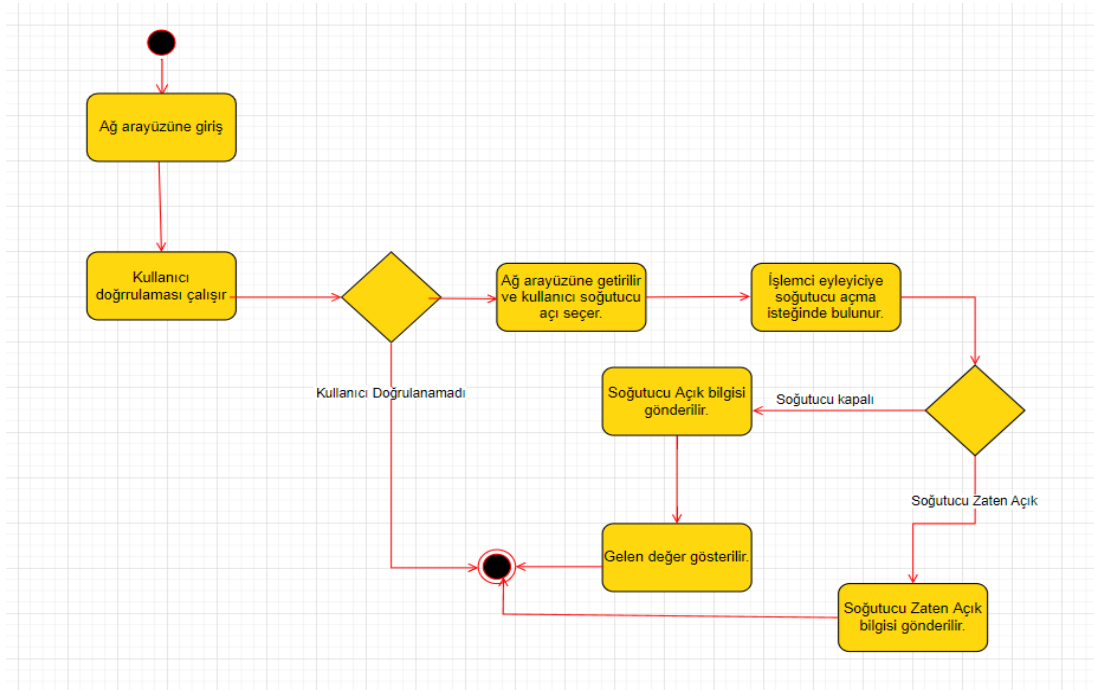 Ağ arayüzüne giriş
Kullanıcı
doğrrulaması çalışır
Ağ arayüzüne getirilir
ve kullanıcı soğutucu
açı seçer.
İşlemci eyleyiciye
soğutucu açma
isteğinde bulunur.
Kullanıcı Doğrulanamadı
Soğutucu Açık bilgisi
gönderilir.
Soğutucu kapalı
Soğutucu Zaten Açık
Gelen değer gösterilir.
Soğutucu Zaten Açık
bilgisi gönderilir.